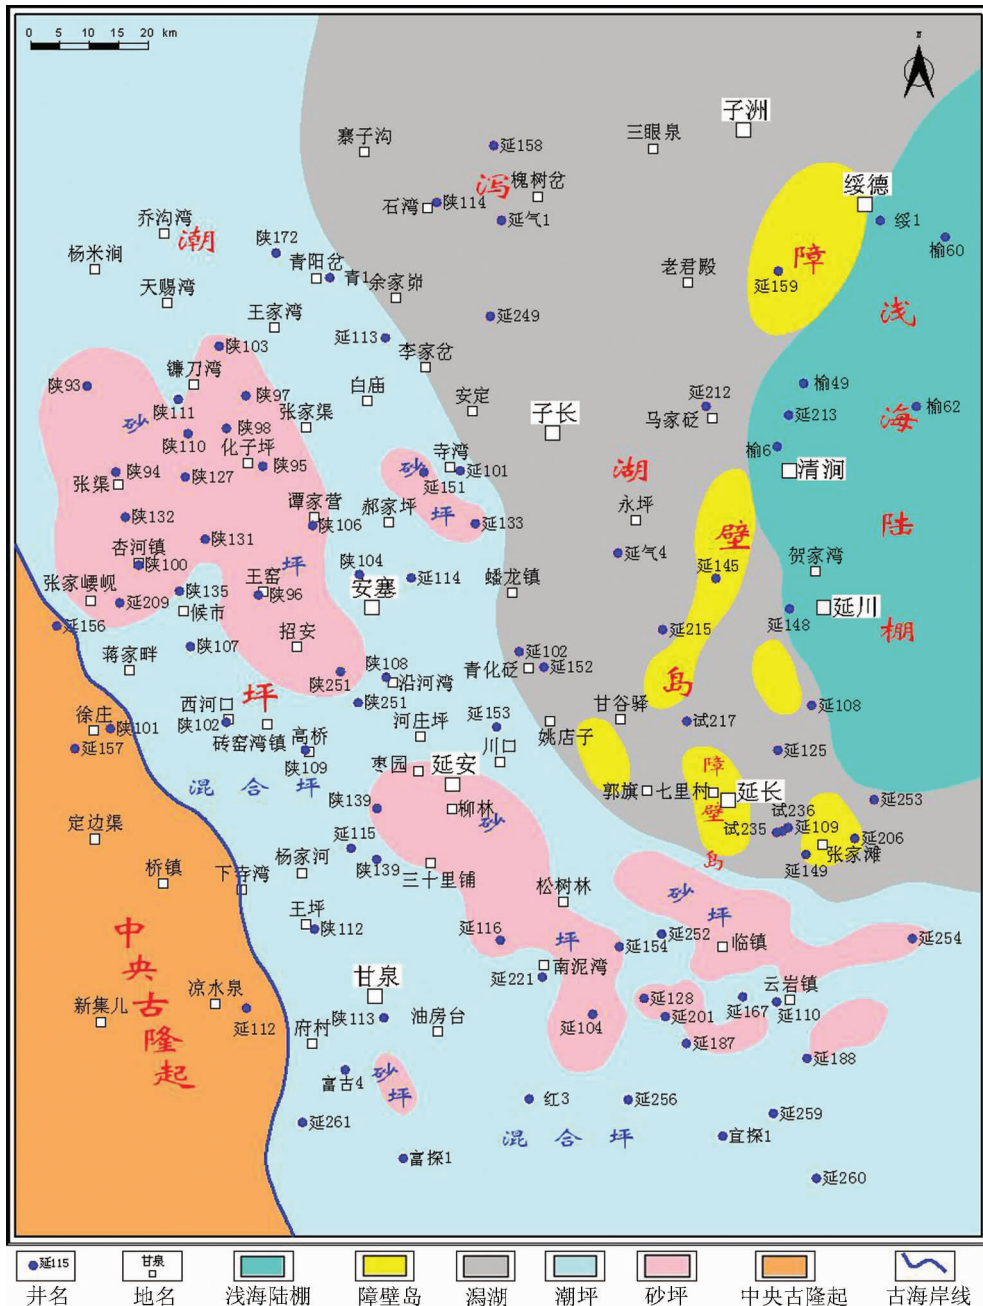 0 5 10 15 20 km
N
子洲
寨子沟
延158
三眼泉
泻
槐树岔
绥德
石湾
陕114
延气1
绥1
乔沟湾
潮
榆60
陕172
障
杨米涧
青阳岔
青1
余家峁
老君殿
延159
天赐湾
浅
王家湾
延249
延113
陕103
李家岔
镰刀湾
榆49
陕93
白庙
陕97
安定
延212
榆62
陕111
张家渠
马家砭
延213
海
砂
陕98
子长
陕110
化子坪
榆6
寺湾
砂
延101
湖
清涧
陕94
陕95
延151
张渠
陕127
谭家营
坪
永坪
陕132
陕106
郝家坪
延133
壁
陆
陕131
杏河镇
延气4
陕100
坪
陕104
贺家湾
张家崾岘
王窑
延114
蟠龙镇
延145
陕135
安塞
延209
陕96
延川
候市
延148
延156
招安
延215
棚
陕107
延102
蒋家畔
陕108
青化砭
延152
陕251
沿河湾
岛
坪
西河口
陕251
甘谷驿
延108
徐庄
陕101
陕102
河庄坪
延153
姚店子
试217
砖窑湾镇
高桥
川口
延157
陕109
枣园
延125
延安
障
混合坪
郭旗
七里村
延长
陕139
柳林
砂
壁
试236
延253
定边渠
延115
试235
延109
延206
杨家河
陕139
岛
延149
张家滩
桥镇
下寺湾
三十里铺
松树林
砂
王坪
坪
中
陕112
延116
坪
延252
延154
临镇
延254
央
南泥湾
甘泉
延221
云岩镇
新集儿
古
凉水泉
延128
延167
延110
陕113
油房台
延104
延201
延112
隆
府村
延187
起
砂
延188
富古4
坪
红3
延256
延259
延261
混合坪
宜探1
富探1
延260
延115
甘泉
井名
地名
浅海陆棚
障壁岛
潟湖
潮坪
砂坪
中央古隆起
古海岸线